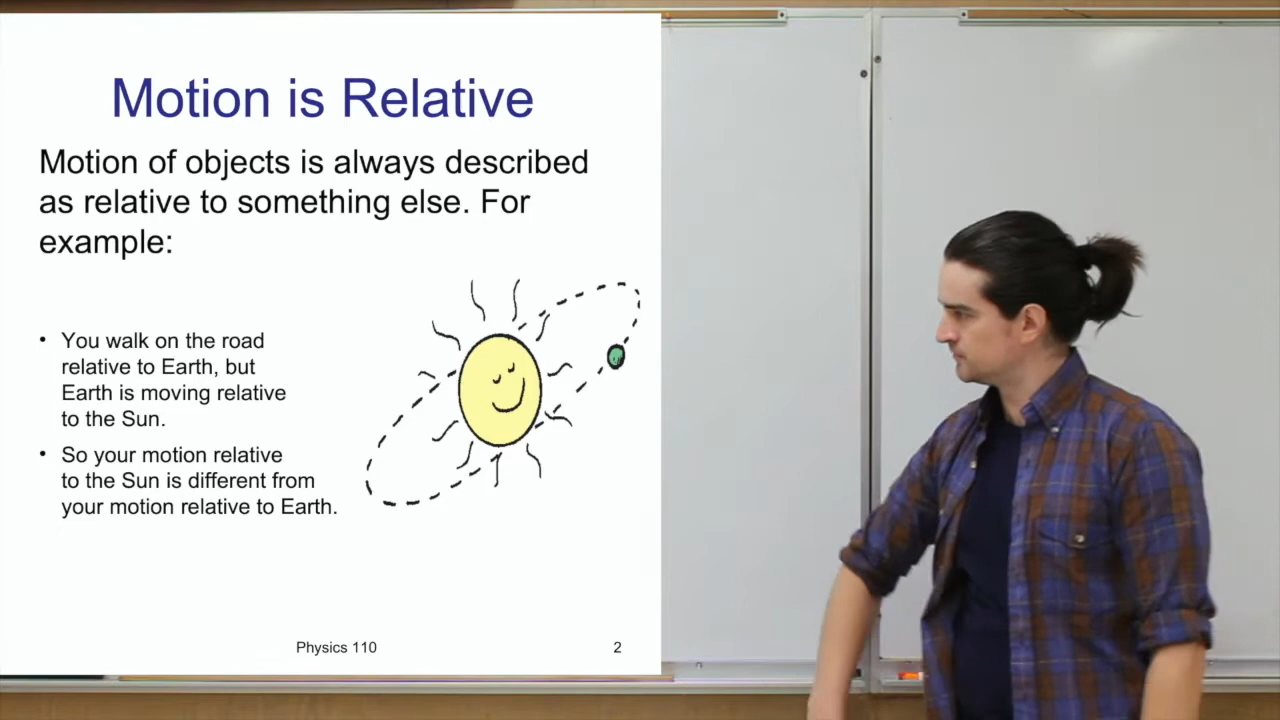 Motion is Relative
Motion of objects is always described
as relative to something else. For
example:
• You walk on the road
relative to Earth, but
Earth is moving relative
to the Sun.
• So your motion relative
to the Sun is different from
your motion relative to Earth.
Physics 110
2